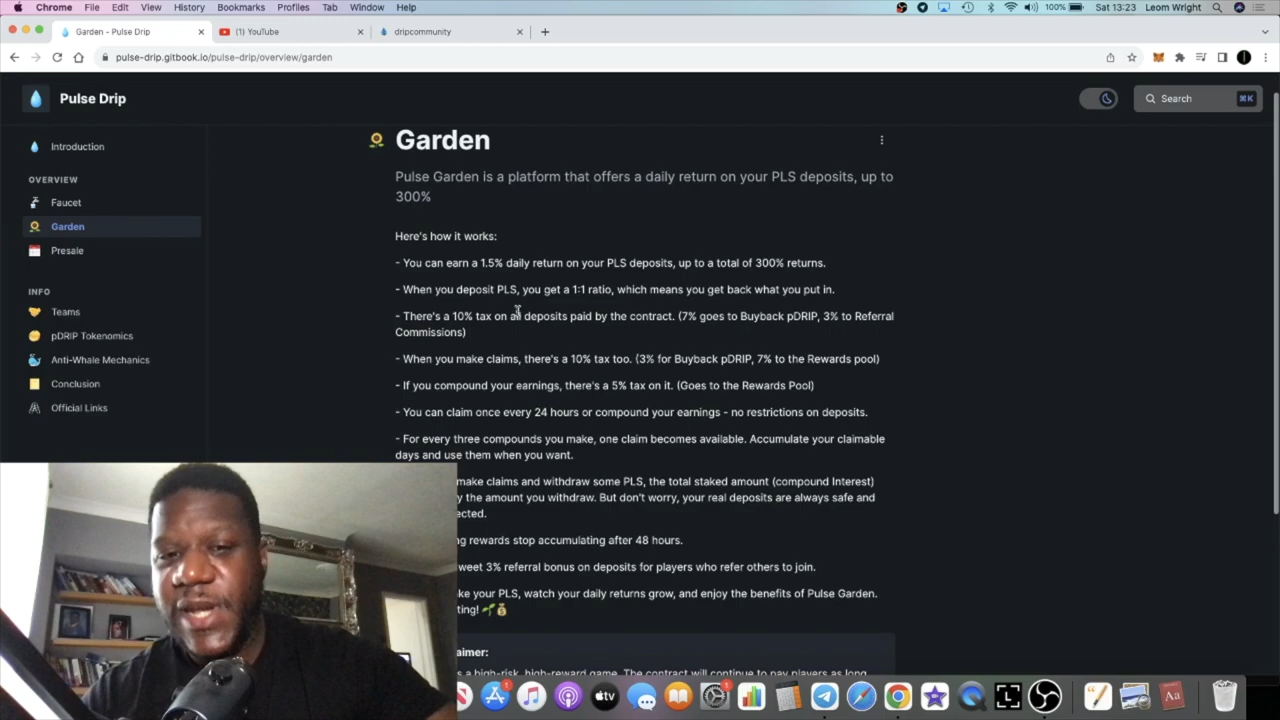 Chrome File Edit View History Bookmarks Profiles Tab Window Help 100% Sat 13:23 Leom Wright
Garden - Pulse Drip (1) YouTube dripcommunity
pulse-drip.gitbook.io/pulse-drip/overview/garden
Pulse Drip Search ⌘K
Introduction
OVERVIEW
Faucet
Garden
Presale
INFO
Teams
pDRIP Tokenomics
Anti-Whale Mechanics
Conclusion
Official Links
Garden
Pulse Garden is a platform that offers a daily return on your PLS deposits, up to
300%
Here's how it works:
- You can earn a 1.5% daily return on your PLS deposits, up to a total of 300% returns.
- When you deposit PLS, you get a 1:1 ratio, which means you get back what you put in.
- There's a 10% tax on all deposits paid by the contract. (7% goes to Buyback pDRIP, 3% to Referral
Commissions)
- When you make claims, there's a 10% tax too. (3% for Buyback pDRIP, 7% to the Rewards pool)
- If you compound your earnings, there's a 5% tax on it. (Goes to the Rewards Pool)
- You can claim once every 24 hours or compound your earnings - no restrictions on deposits.
- For every three compounds you make, one claim becomes available. Accumulate your claimable
days and use them when you want.
make claims and withdraw some PLS, the total staked amount (compound Interest)
y the amount you withdraw. But don't worry, your real deposits are always safe and
ected.
ng rewards stop accumulating after 48 hours.
weet 3% referral bonus on deposits for players who refer others to join.
ke your PLS, watch your daily returns grow, and enjoy the benefits of Pulse Garden.
ting!
aimer:
s a high-risk, high-reward game. The contract will continue to pay players as long
tv
Aa